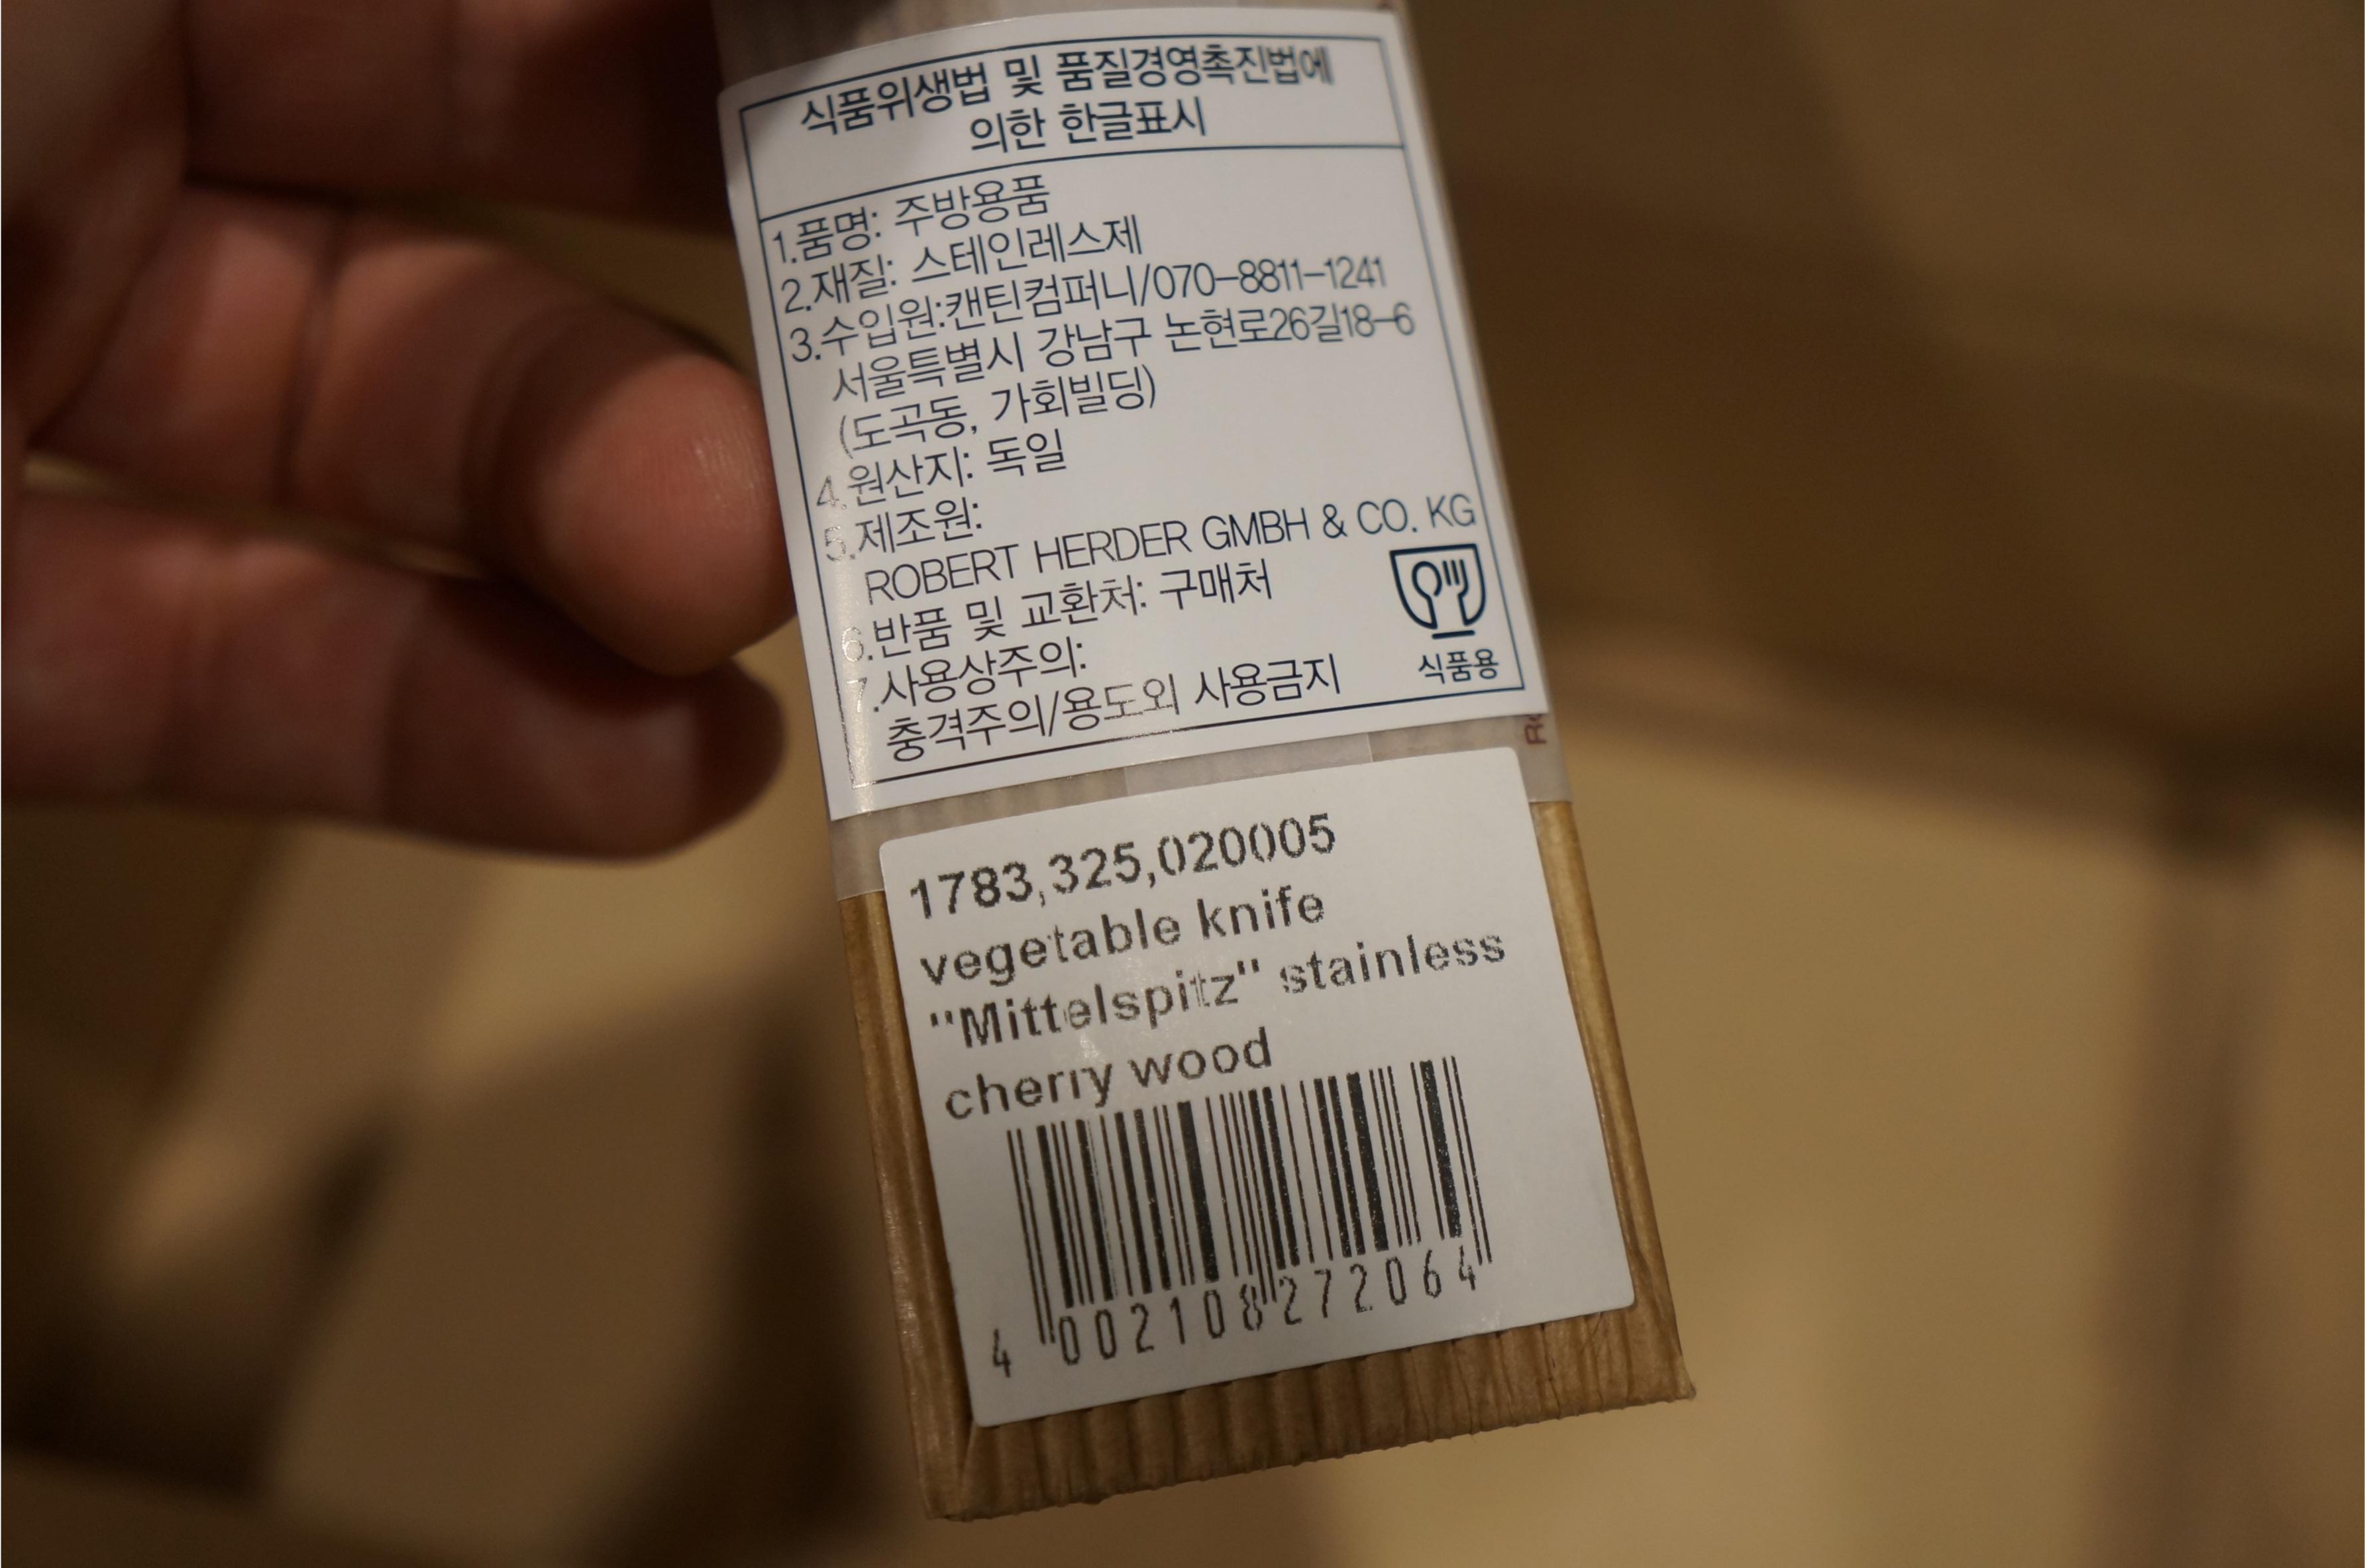 식품위생법 및 품질경영촉진법에
의한 한글표시
1.품명: 주방용품
2.재질: 스테인레스제
3.수입원:캔틴컴퍼니/070-8811-1241
서울특별시 강남구 논현로26길18-6
(도곡동, 가회빌딩)
4.원산지: 독일
5.제조원:
ROBERT HERDER GMBH & CO. KG
6.반품 및 교환처: 구매처
7.사용상주의:
충격주의/용도외 사용금지
식품용
1783,325,020005
vegetable knife
"Mittelspitz" stainless
cherry wood
4 002108 272064